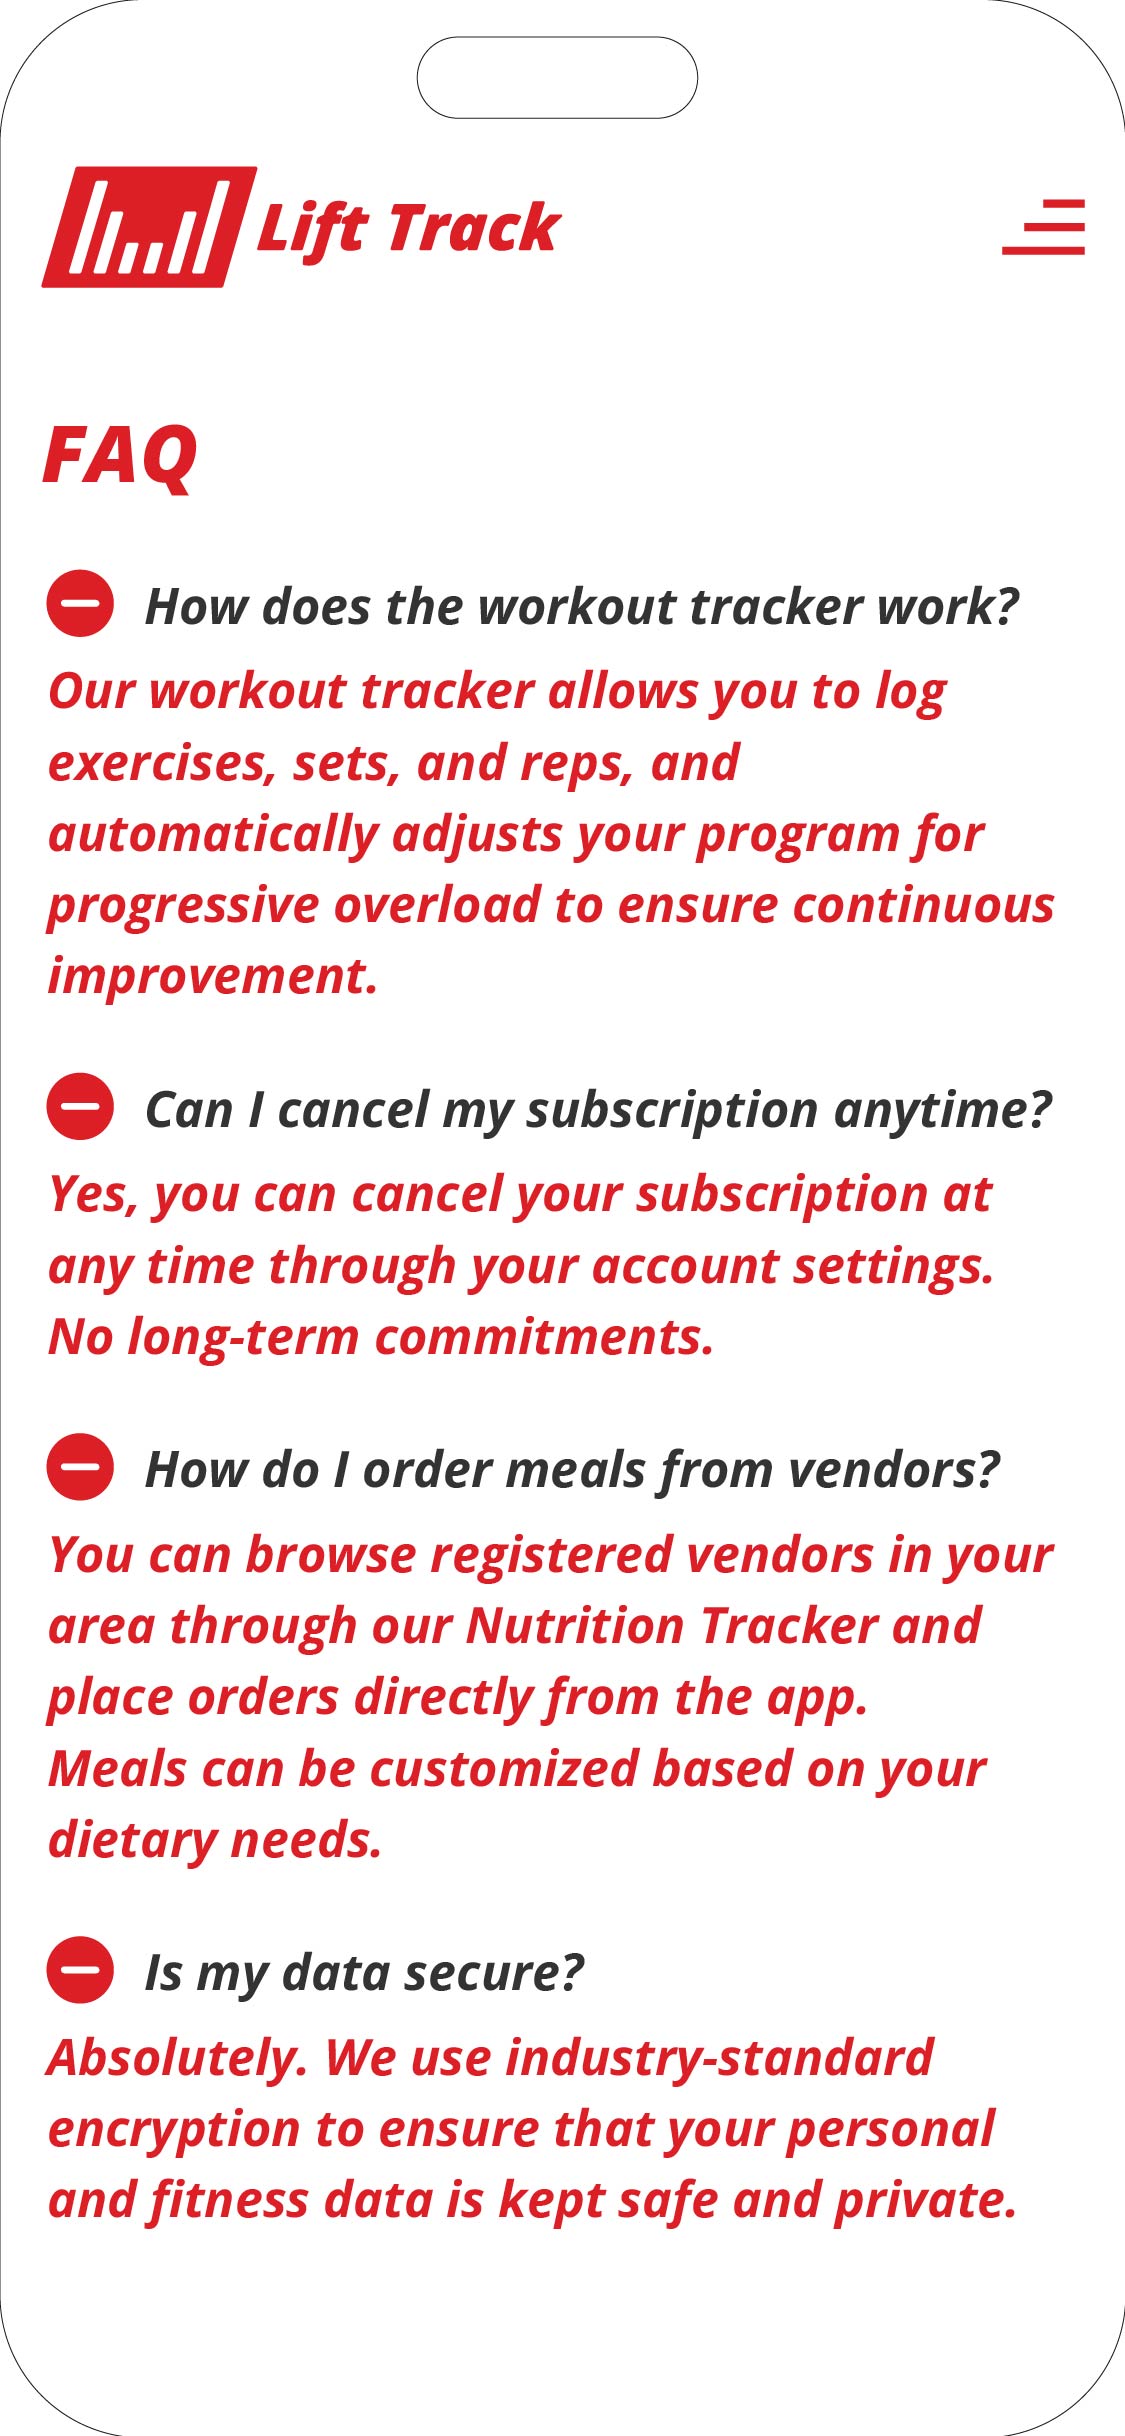 Lift Track
FAQ
How does the workout tracker work?
Our workout tracker allows you to log
exercises, sets, and reps, and
automatically adjusts your program for
progressive overload to ensure continuous
improvement.
Can I cancel my subscription anytime?
Yes, you can cancel your subscription at
any time through your account settings.
No long-term commitments.
How do I order meals from vendors?
You can browse registered vendors in your
area through our Nutrition Tracker and
place orders directly from the app.
Meals can be customized based on your
dietary needs.
Is my data secure?
Absolutely. We use industry-standard
encryption to ensure that your personal
and fitness data is kept safe and private.